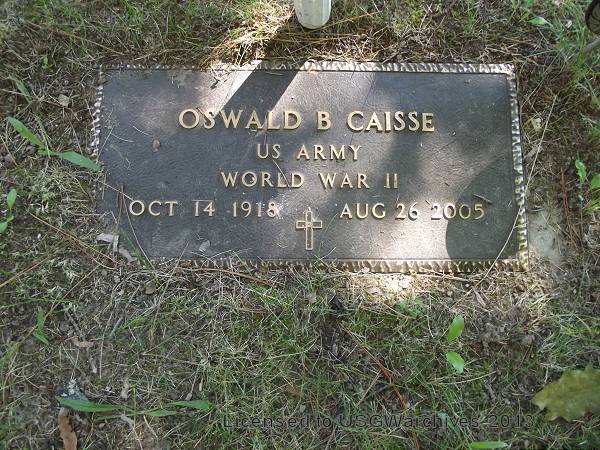 OSWALD B CAISSE
US ARMY
WORLD WAR II
OCT 14 1918 AUG 26 2005
Licensed to USGWarchives 2013